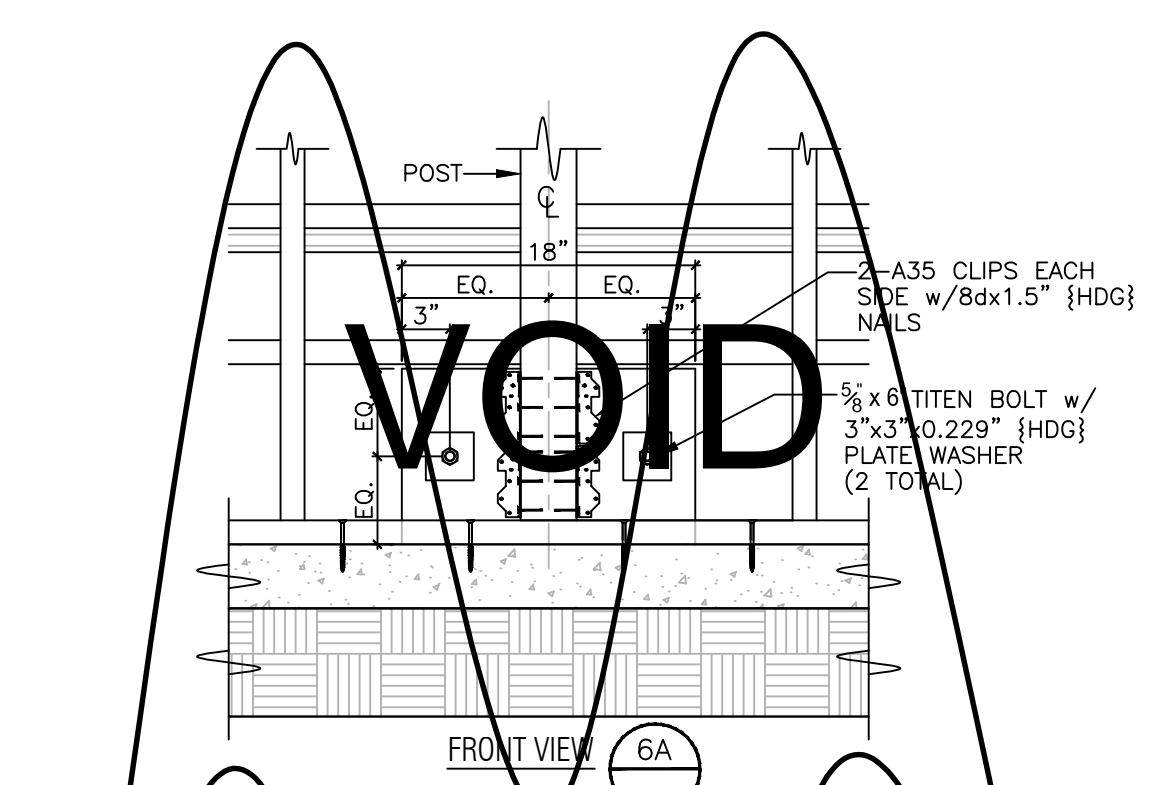 POST
℄
18"
EQ.
EQ.
3"
3"
2-A35 CLIPS EACH
SIDE w/8dx1.5" {HDG}
NAILS
VOID
EQ.
EQ.
5/8" x 6" TITEN BOLT w/
3"x3"x0.229" {HDG}
PLATE WASHER
(2 TOTAL)
FRONT VIEW
6A